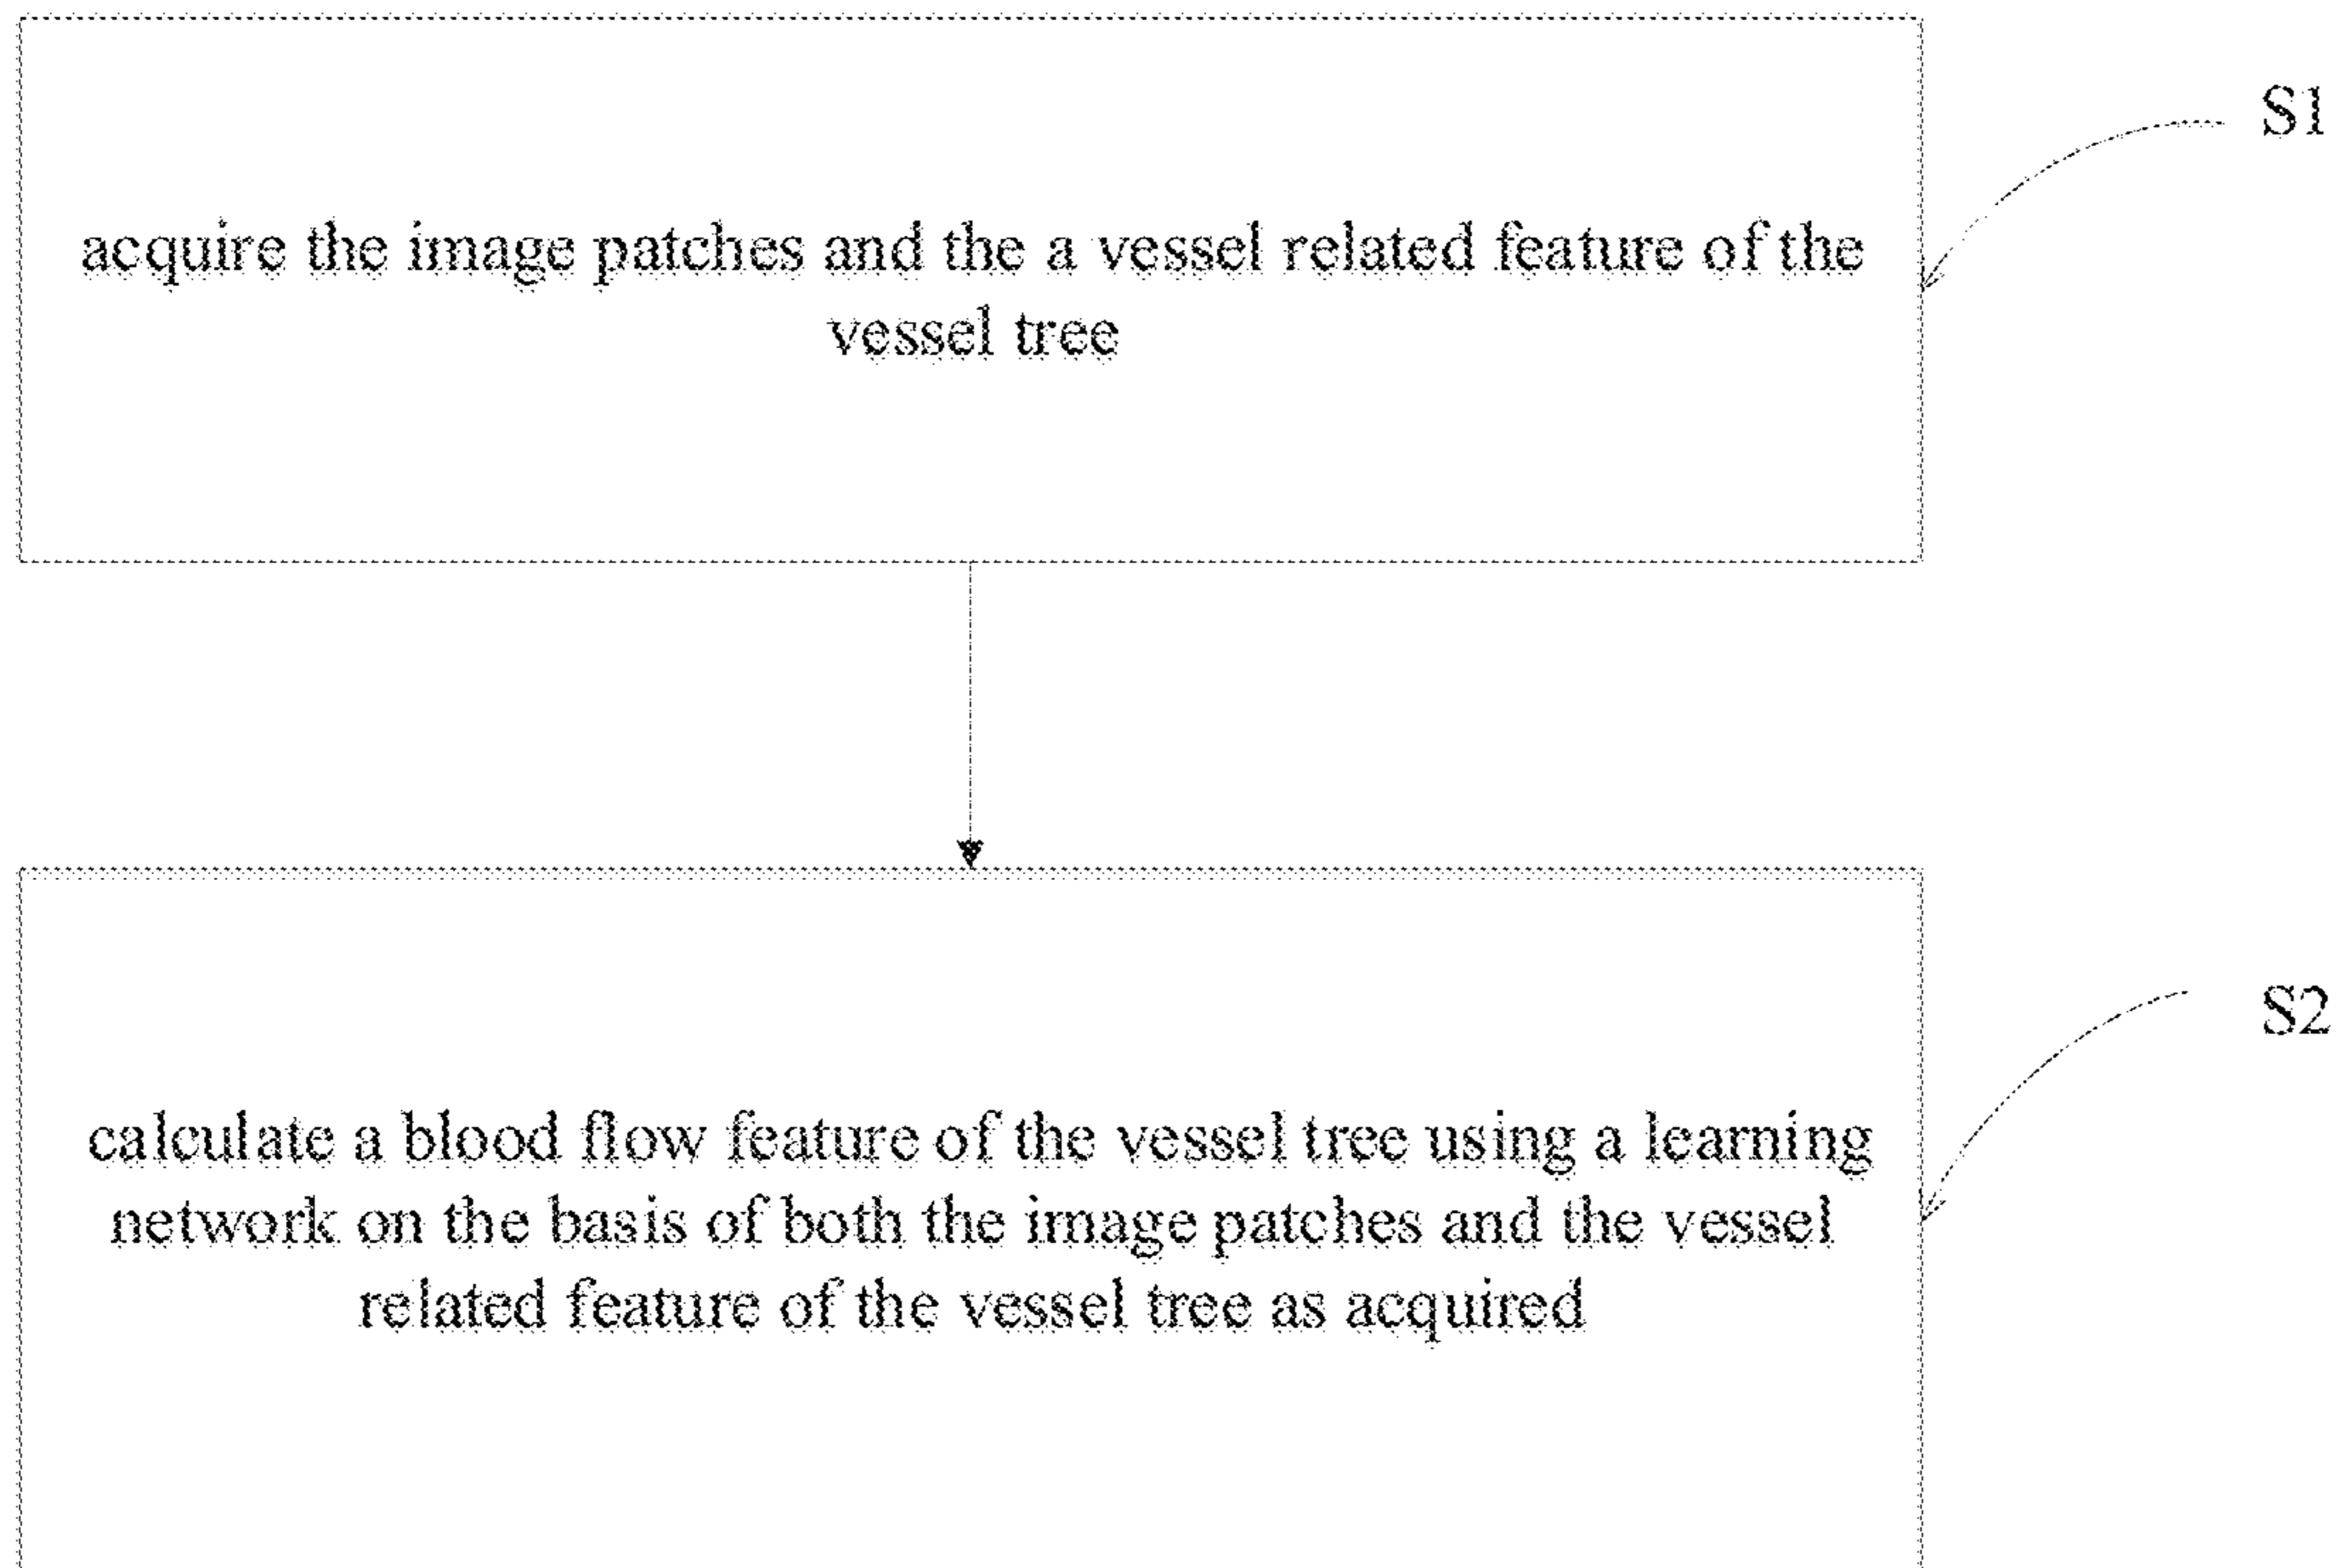 S1
acquire the image patches and the a vessel related feature of the
vessel tree
S2
calculate a blood flow feature of the vessel tree using a learning
network on the basis of both the image patches and the vessel
related feature of the vessel tree as acquired